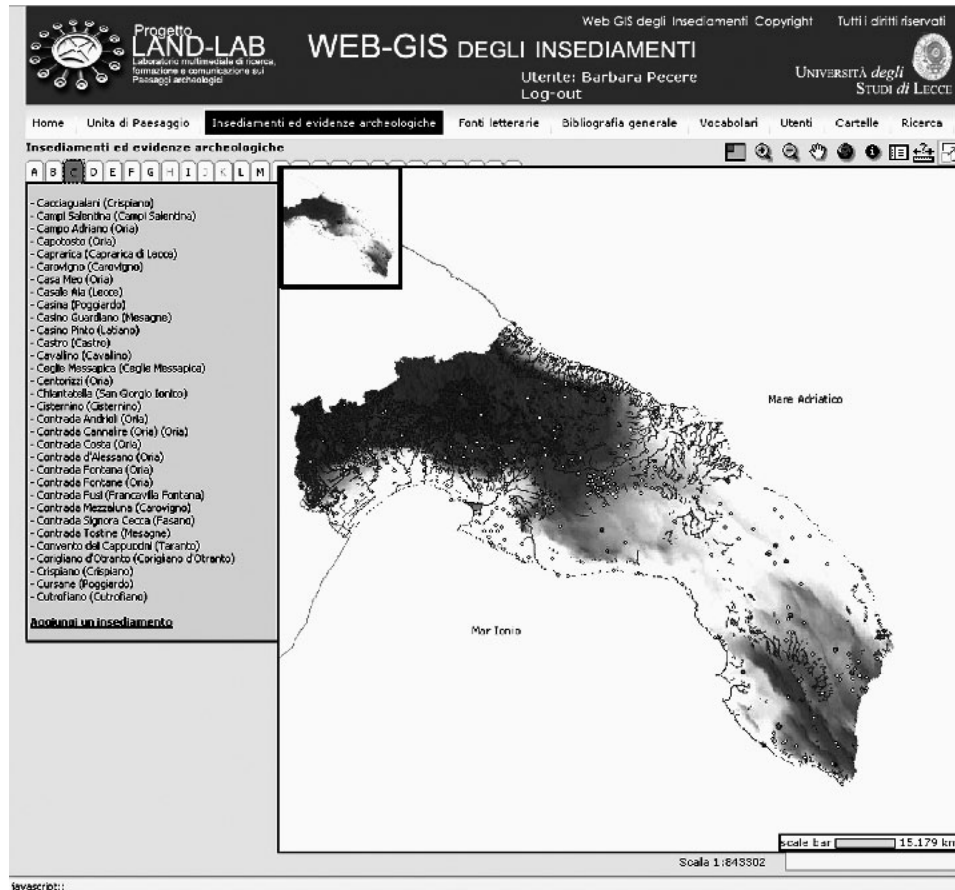 Progetto
LAND-LAB
Laboratorio multimediale di ricerca,
formazione e comunicazione sui
Paesaggi archeologici
Web GIS degli Insediamenti Copyright Tutti i diritti riservati
WEB-GIS DEGLI INSEDIAMENTI
Utente: Barbara Pecere
Log-out
UNIVERSITÀ degli
STUDI di LECCE
Home Unita di Paesaggio Insediamenti ed evidenze archeologiche Fonti letterarie Bibliografia generale Vocabolari Utenti Cartelle Ricerca
Insediamenti ed evidenze archeologiche
A B C D E F G H I J K L M
- Cacciagualani (Crispiano)
- Campi Salentina (Campi Salentina)
- Campo Adriano (Oria)
- Capotosto (Oria)
- Caprarica (Caprarica di Lecce)
- Carovigno (Carovigno)
- Casa Meo (Oria)
- Casale Aia (Lecce)
- Casina (Poggiardo)
- Casino Guardiano (Mesagne)
- Casino Pinto (Latiano)
- Castro (Castro)
- Cavallino (Cavallino)
- Ceglie Messapica (Ceglie Messapica)
- Centorizzi (Oria)
- Chiantatella (San Giorgio Ionico)
- Cisternino (Cisternino)
- Contrada Andrioli (Oria)
- Contrada Cannelre (Oria) (Oria)
- Contrada Costa (Oria)
- Contrada d'Alessano (Oria)
- Contrada Fontana (Oria)
- Contrada Fontane (Oria)
- Contrada Fusi (Francavilla Fontana)
- Contrada Mezzaluna (Carovigno)
- Contrada Signora Cecca (Fasano)
- Contrada Tostine (Mesagne)
- Convento dei Cappuccini (Taranto)
- Corigliano d'Otranto (Corigliano d'Otranto)
- Crispiano (Crispiano)
- Cursane (Poggiardo)
- Cutrofiano (Cutrofiano)
Aggiungi un insediamento
Mare Adriatico
Mar Ionio
scale bar 15.179 km
Scala 1:843302
javascript::